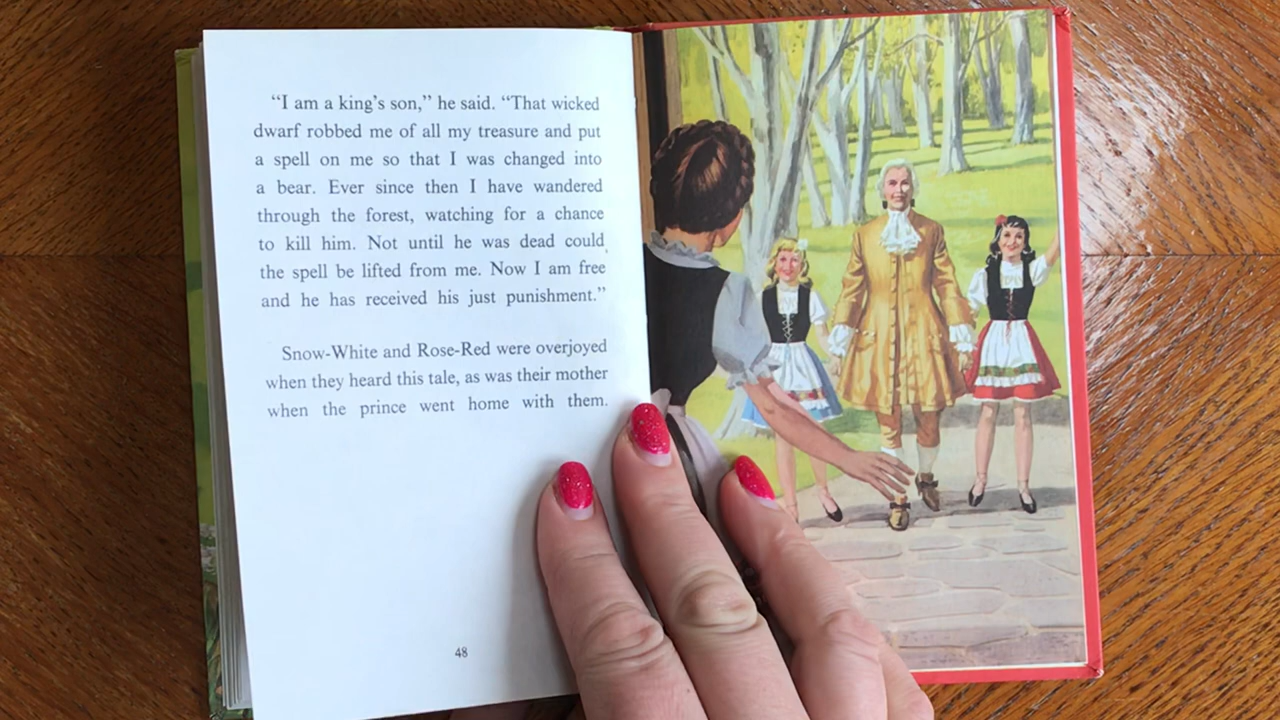 “I am a king’s son,” he said. “That wicked
dwarf robbed me of all my treasure and put
a spell on me so that I was changed into
a bear. Ever since then I have wandered
through the forest, watching for a chance
to kill him. Not until he was dead could
the spell be lifted from me. Now I am free
and he has received his just punishment.”
Snow-White and Rose-Red were overjoyed
when they heard this tale, as was their mother
when the prince went home with them.
48